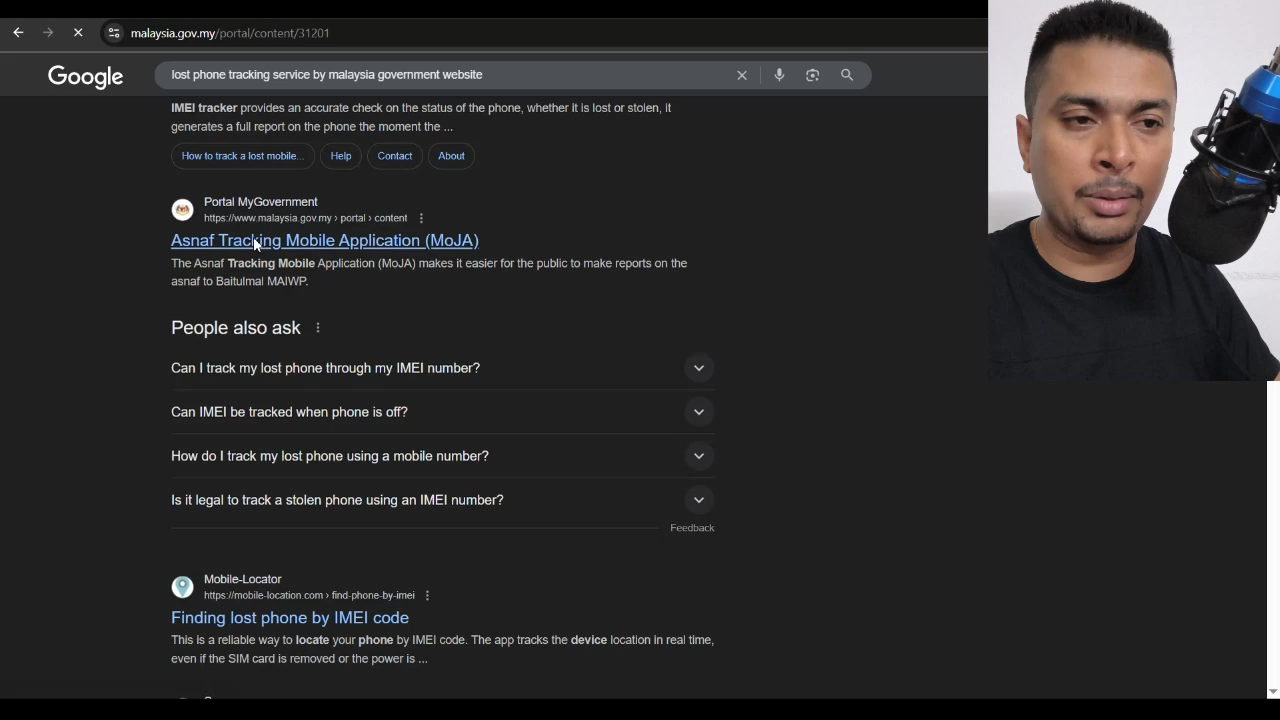 malaysia.gov.my/portal/content/31201
Google
lost phone tracking service by malaysia government website
IMEI tracker provides an accurate check on the status of the phone, whether it is lost or stolen, it
generates a full report on the phone the moment the ...
How to track a lost mobile...
Help
Contact
About
Portal MyGovernment
https://www.malaysia.gov.my › portal › content
Asnaf Tracking Mobile Application (MoJA)
The Asnaf Tracking Mobile Application (MoJA) makes it easier for the public to make reports on the
asnaf to Baitulmal MAIWP.
People also ask
Can I track my lost phone through my IMEI number?
Can IMEI be tracked when phone is off?
How do I track my lost phone using a mobile number?
Is it legal to track a stolen phone using an IMEI number?
Feedback
Mobile-Locator
https://mobile-location.com › find-phone-by-imei
Finding lost phone by IMEI code
This is a reliable way to locate your phone by IMEI code. The app tracks the device location in real time,
even if the SIM card is removed or the power is ...